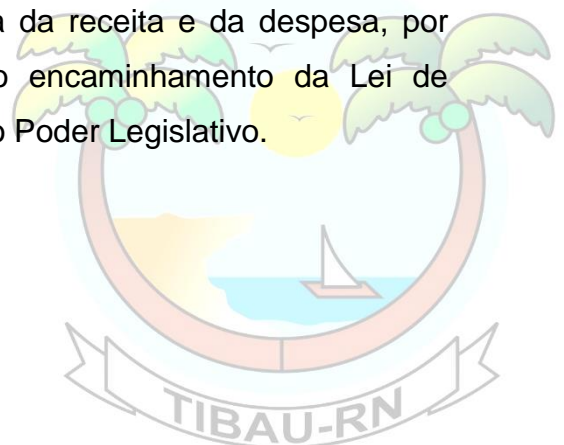 a da receita e da despesa, por
o encaminhamento da Lei de
o Poder Legislativo.
TIBAU-RN